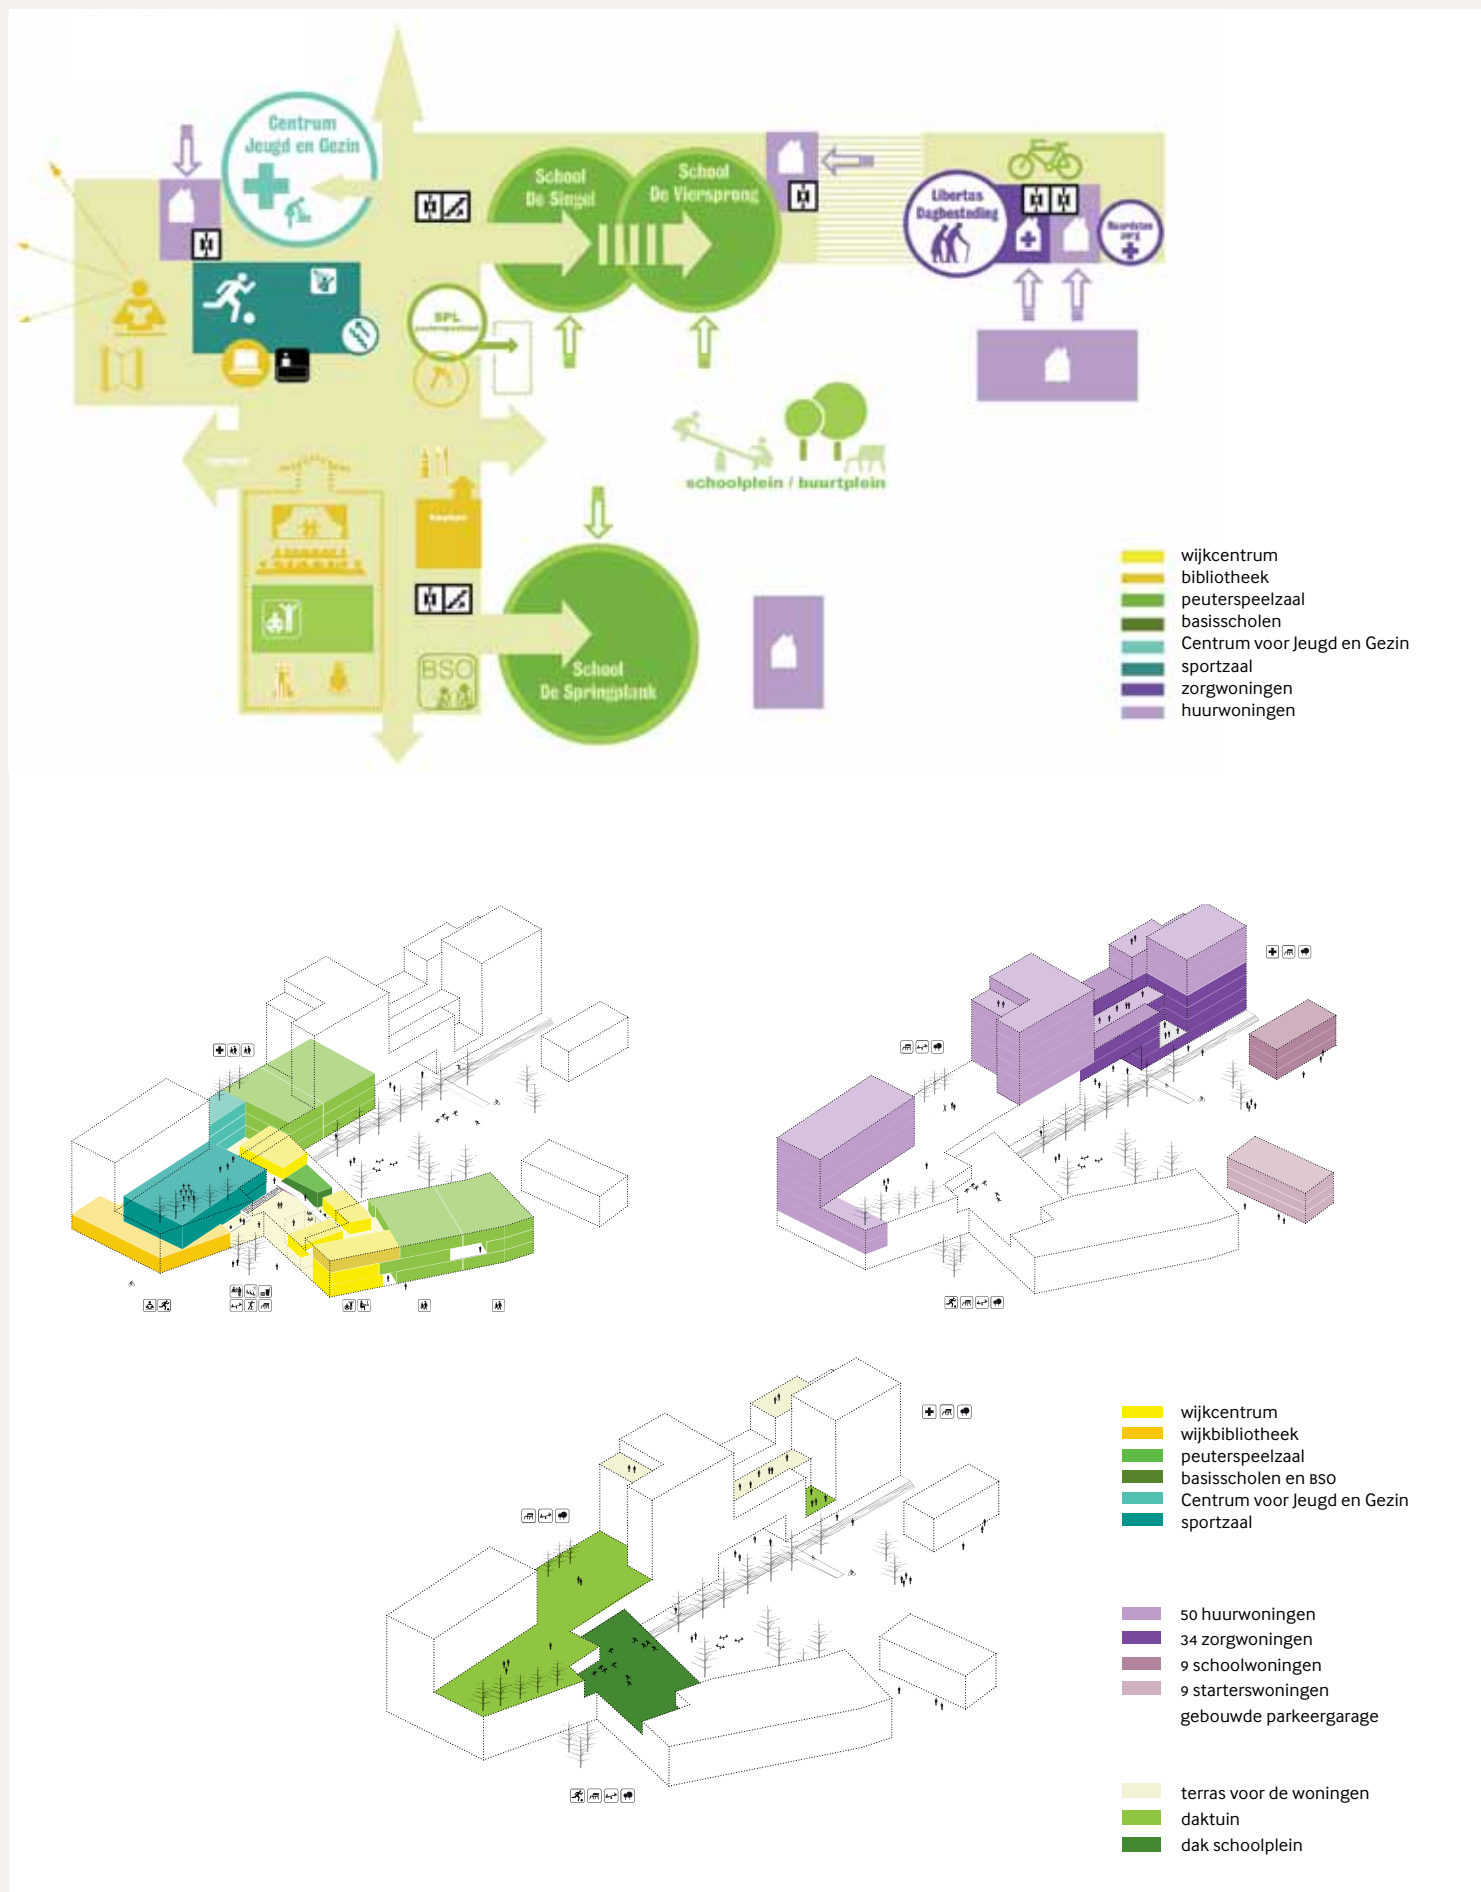 Centrum
Jeugd en Gezin
School
De Singel
School
De Viersprong
Libertas
Dagbesteding
Naardsten
zorg
SPL
schoolplein / buurtplein
BSO
School
De Springplank
wijkcentrum
bibliotheek
peuterspeelzaal
basisscholen
Centrum voor Jeugd en Gezin
sportzaal
zorgwoningen
huurwoningen
wijkcentrum
wijkbibliotheek
peuterspeelzaal
basisscholen en BSO
Centrum voor Jeugd en Gezin
sportzaal
50 huurwoningen
34 zorgwoningen
9 schoolwoningen
9 starterswoningen
gebouwde parkeergarage
terras voor de woningen
daktuin
dak schoolplein